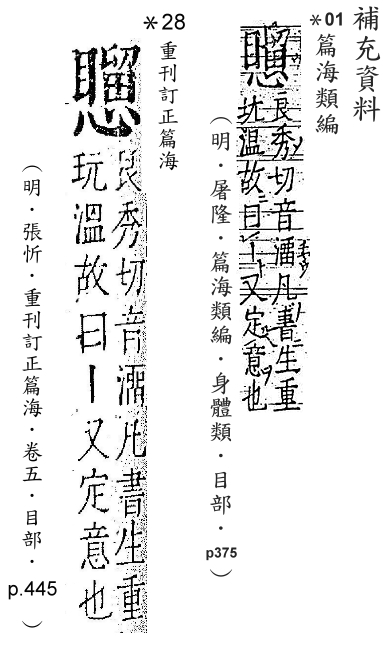 補充資料
*01 篇海類編
良秀切音溜凡書生重
玩溫故曰丨又定意也
（明．屠隆．篇海類編．身體類．目部．p375）
*28 重刊訂正篇海
良秀切音溜凡書生重
玩溫故曰丨又定意也
（明．張忻．重刊訂正篇海．卷五．目部．p.445）